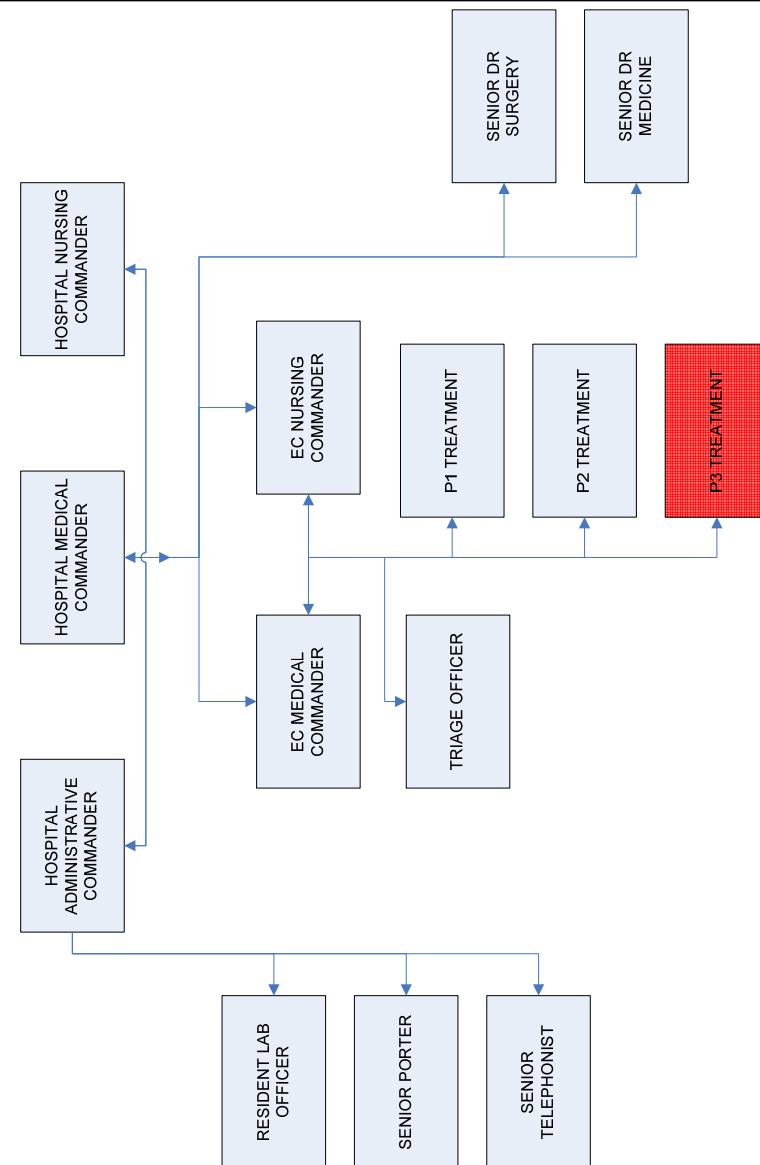 HOSPITAL
ADMINISTRATIVE
COMMANDER
HOSPITAL MEDICAL
COMMANDER
HOSPITAL NURSING
COMMANDER
EC MEDICAL
COMMANDER
EC NURSING
COMMANDER
RESIDENT LAB
OFFICER
SENIOR PORTER
SENIOR
TELEPHONIST
TRIAGE OFFICER
P1 TREATMENT
P2 TREATMENT
P3 TREATMENT
SENIOR DR
SURGERY
SENIOR DR
MEDICINE